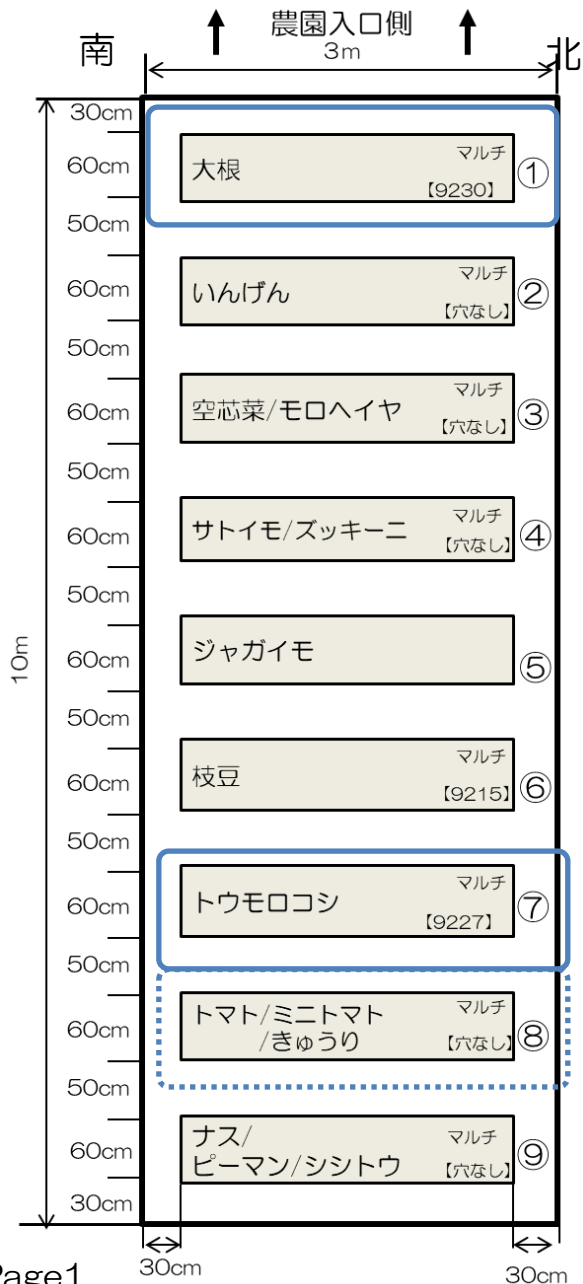 農園入口側
南
3m
北
30cm
60cm
大根
マルチ
【9230】
①
50cm
60cm
いんげん
マルチ
【穴なし】
②
50cm
60cm
空芯菜/モロヘイヤ
マルチ
【穴なし】
③
50cm
60cm
サトイモ/ズッキーニ
マルチ
【穴なし】
④
50cm
60cm
ジャガイモ
⑤
10m
50cm
60cm
枝豆
マルチ
【9215】
⑥
50cm
60cm
トウモロコシ
マルチ
【9227】
⑦
50cm
60cm
トマト/ミニトマト
/きゅうり
マルチ
【穴なし】
⑧
50cm
60cm
ナス/
ピーマン/シシトウ
マルチ
【穴なし】
⑨
30cm
30cm
30cm
Page1